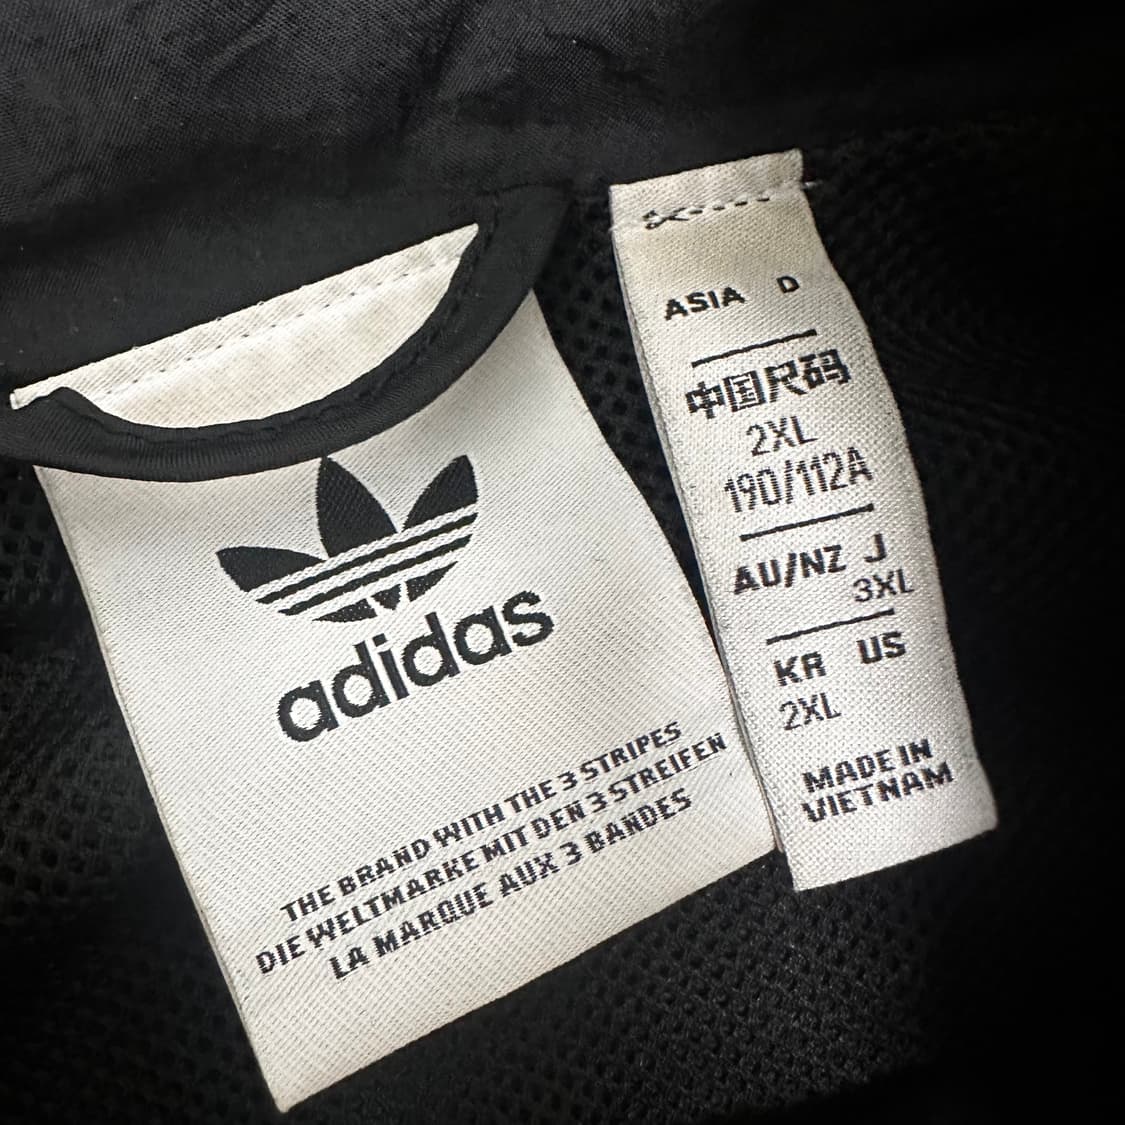 adidas
THE BRAND WITH THE 3 STRIPES
DIE WELTMARKE MIT DEN 3 STREIFEN
LA MARQUE AUX 3 BANDES
ASIA D
中国尺码
2XL
190/112A
AU/NZ J
3XL
KR US
2XL
MADE IN
VIETNAM